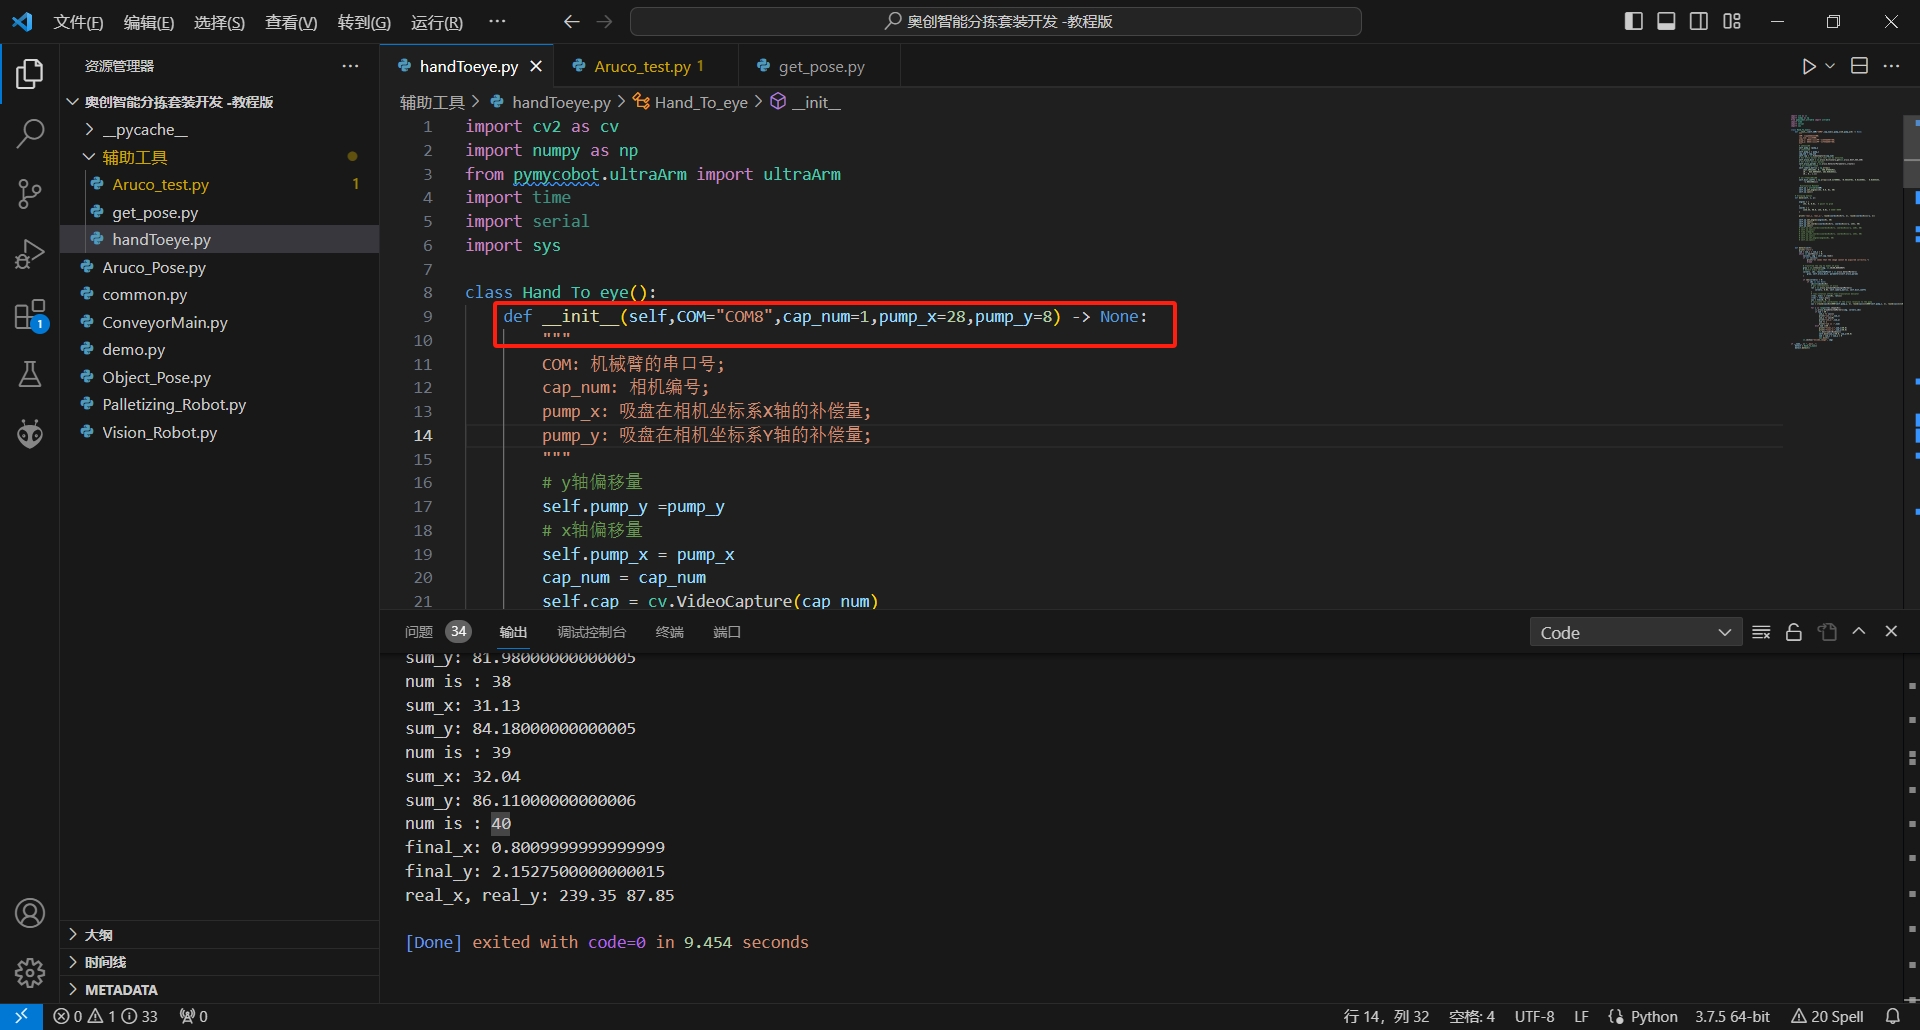 文件(F) 编辑(E) 选择(S) 查看(V) 转到(G) 运行(R) ··· 奥创智能分拣套装开发 -教程版
资源管理器 ···
奥创智能分拣套装开发 -教程版
__pycache__
辅助工具
Aruco_test.py 1
get_pose.py
handToeye.py
Aruco_Pose.py
common.py
ConveyorMain.py
demo.py
Object_Pose.py
Palletizing_Robot.py
Vision_Robot.py
大纲
时间线
METADATA
1
handToeye.py Aruco_test.py 1 get_pose.py
辅助工具 > handToeye.py > Hand_To_eye > __init__
1 import cv2 as cv
2 import numpy as np
3 from pymycobot.ultraArm import ultraArm
4 import time
5 import serial
6 import sys
7
8 class Hand_To_eye():
9 def __init__(self,COM="COM8",cap_num=1,pump_x=28,pump_y=8) -> None:
10 """
11 COM: 机械臂的串口号;
12 cap_num: 相机编号;
13 pump_x: 吸盘在相机坐标系X轴的补偿量;
14 pump_y: 吸盘在相机坐标系Y轴的补偿量;
15 """
16 # y轴偏移量
17 self.pump_y =pump_y
18 # x轴偏移量
19 self.pump_x = pump_x
20 cap_num = cap_num
21 self.cap = cv.VideoCapture(cap_num)
问题 34 输出 调试控制台 终端 端口 Code
sum_y: 81.98000000000005
num is : 38
sum_x: 31.13
sum_y: 84.18000000000005
num is : 39
sum_x: 32.04
sum_y: 86.11000000000006
num is : 40
final_x: 0.8009999999999999
final_y: 2.1527500000000015
real_x, real_y: 239.35 87.85
[Done] exited with code=0 in 9.454 seconds
0 1 33 0 行 14，列 32 空格: 4 UTF-8 LF Python 3.7.5 64-bit 20 Spell